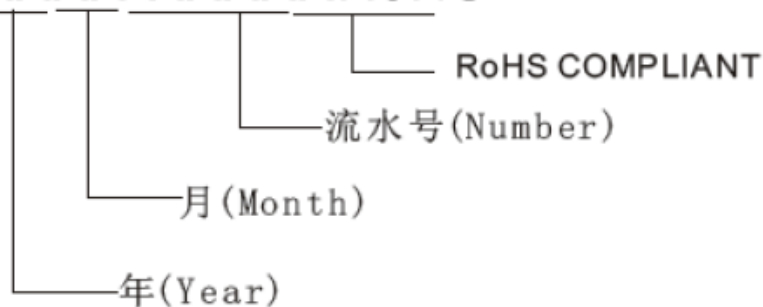 RoHS COMPLIANT
流水号(Number)
月(Month)
年(Year)